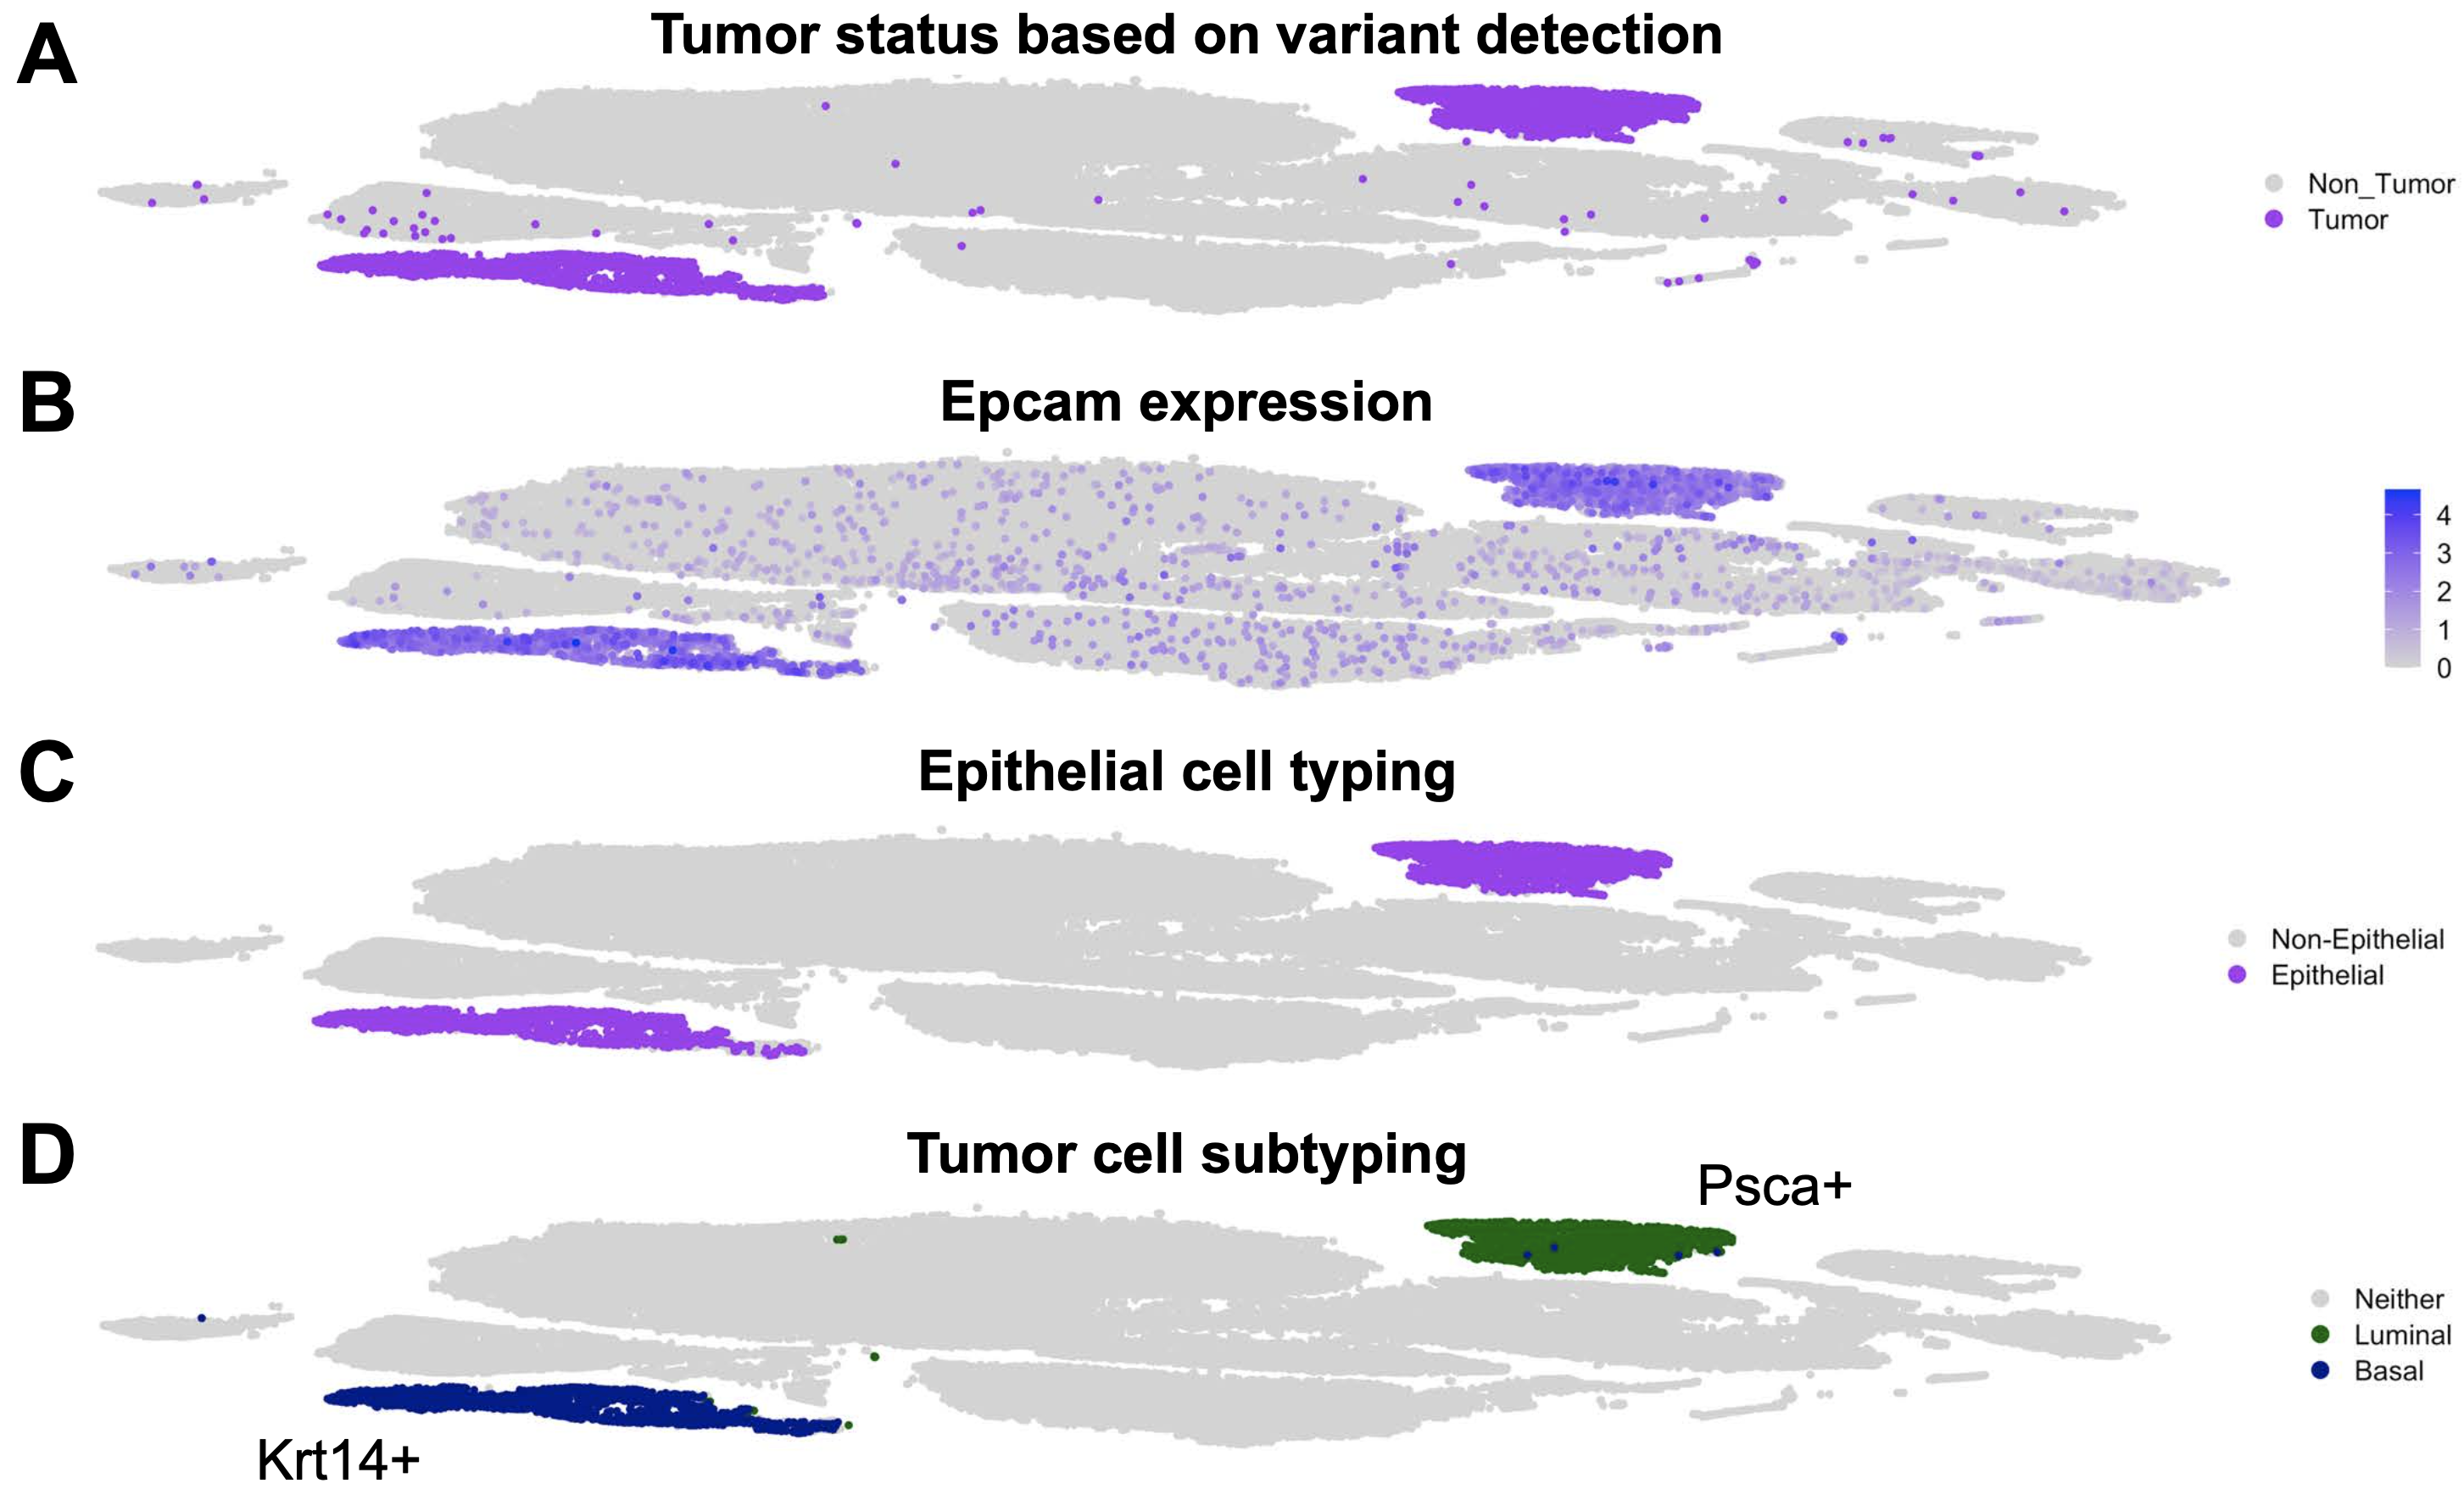 A
Tumor status based on variant detection
Non_Tumor
Tumor
B
Epcam expression
4
3
2
1
0
C
Epithelial cell typing
Non-Epithelial
Epithelial
D
Tumor cell subtyping
Psca+
Neither
Luminal
Basal
Krt14+